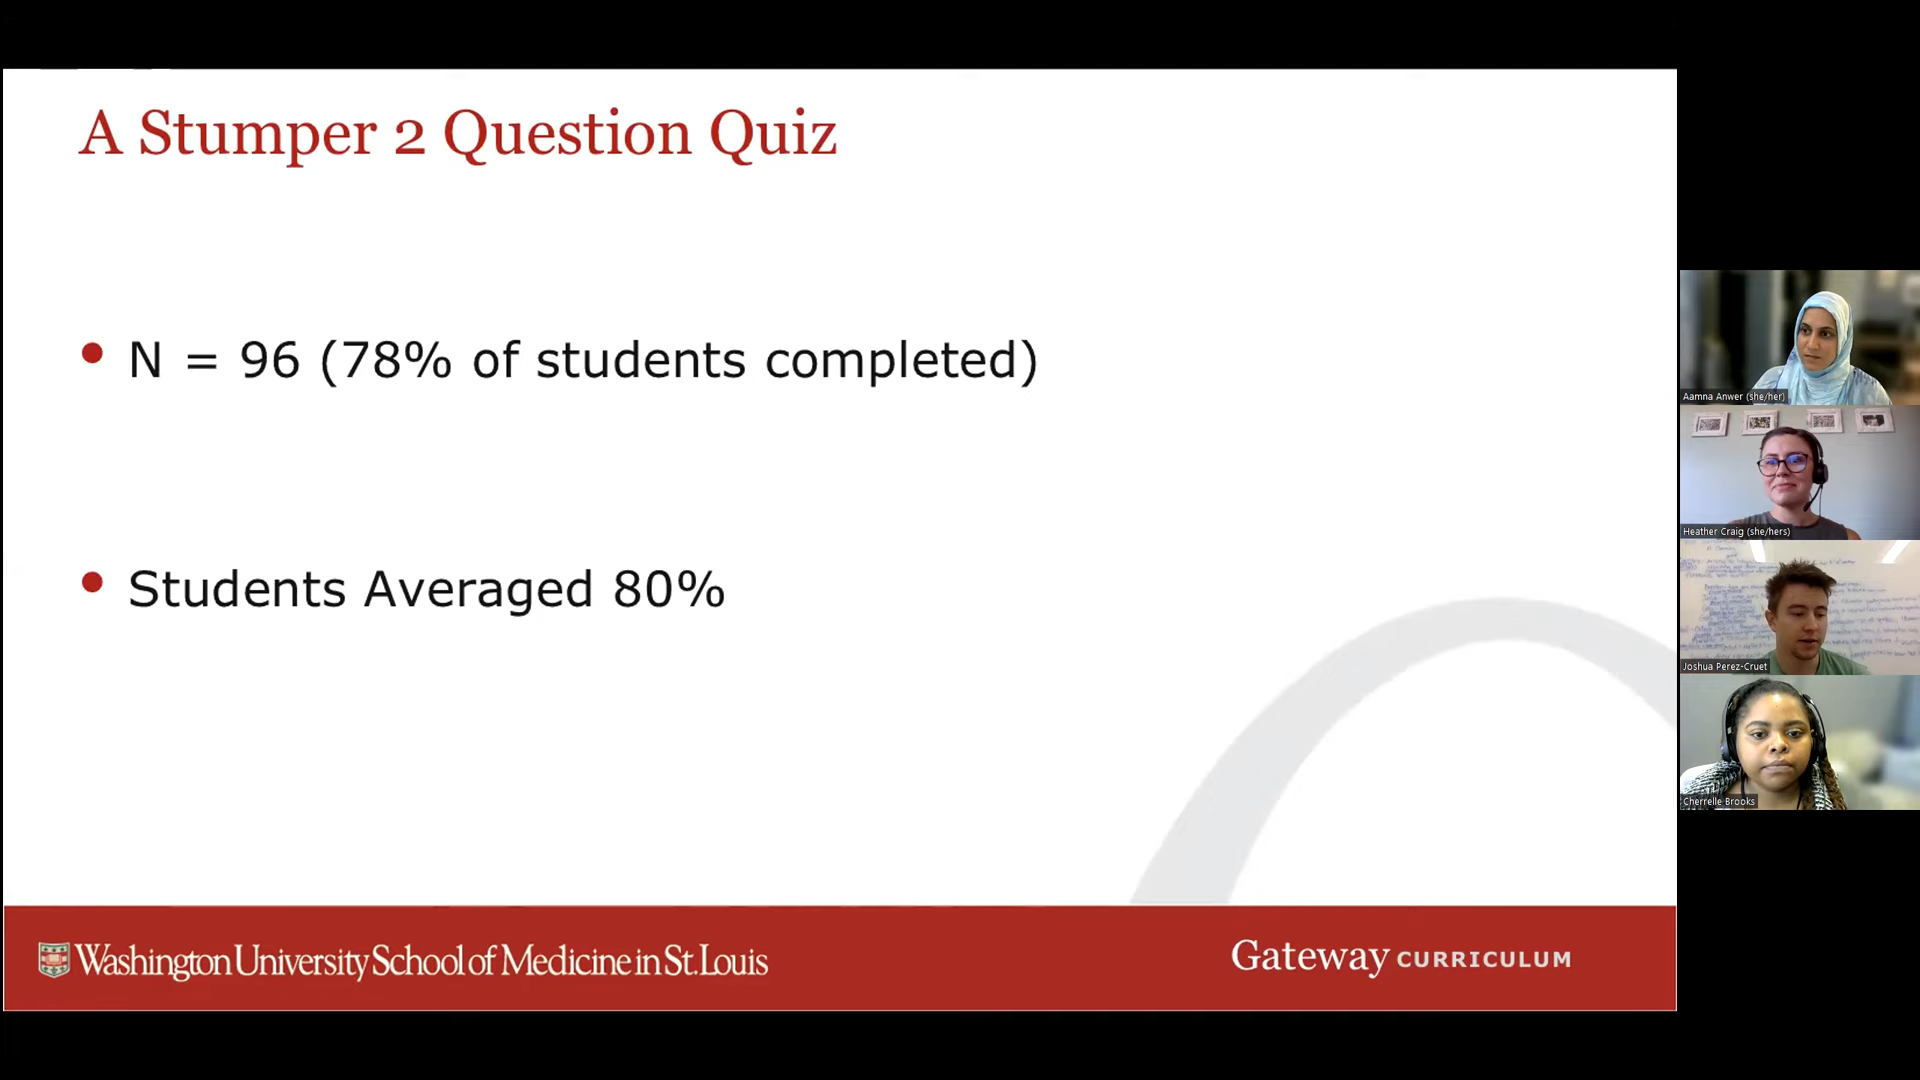 A Stumper 2 Question Quiz
• N = 96 (78% of students completed)
• Students Averaged 80%
Washington University School of Medicine in St. Louis
Gateway CURRICULUM
Aamna Anwer (she/her)
Heather Craig (she/hers)
Joshua Perez-Cruet
Cherrelle Brooks